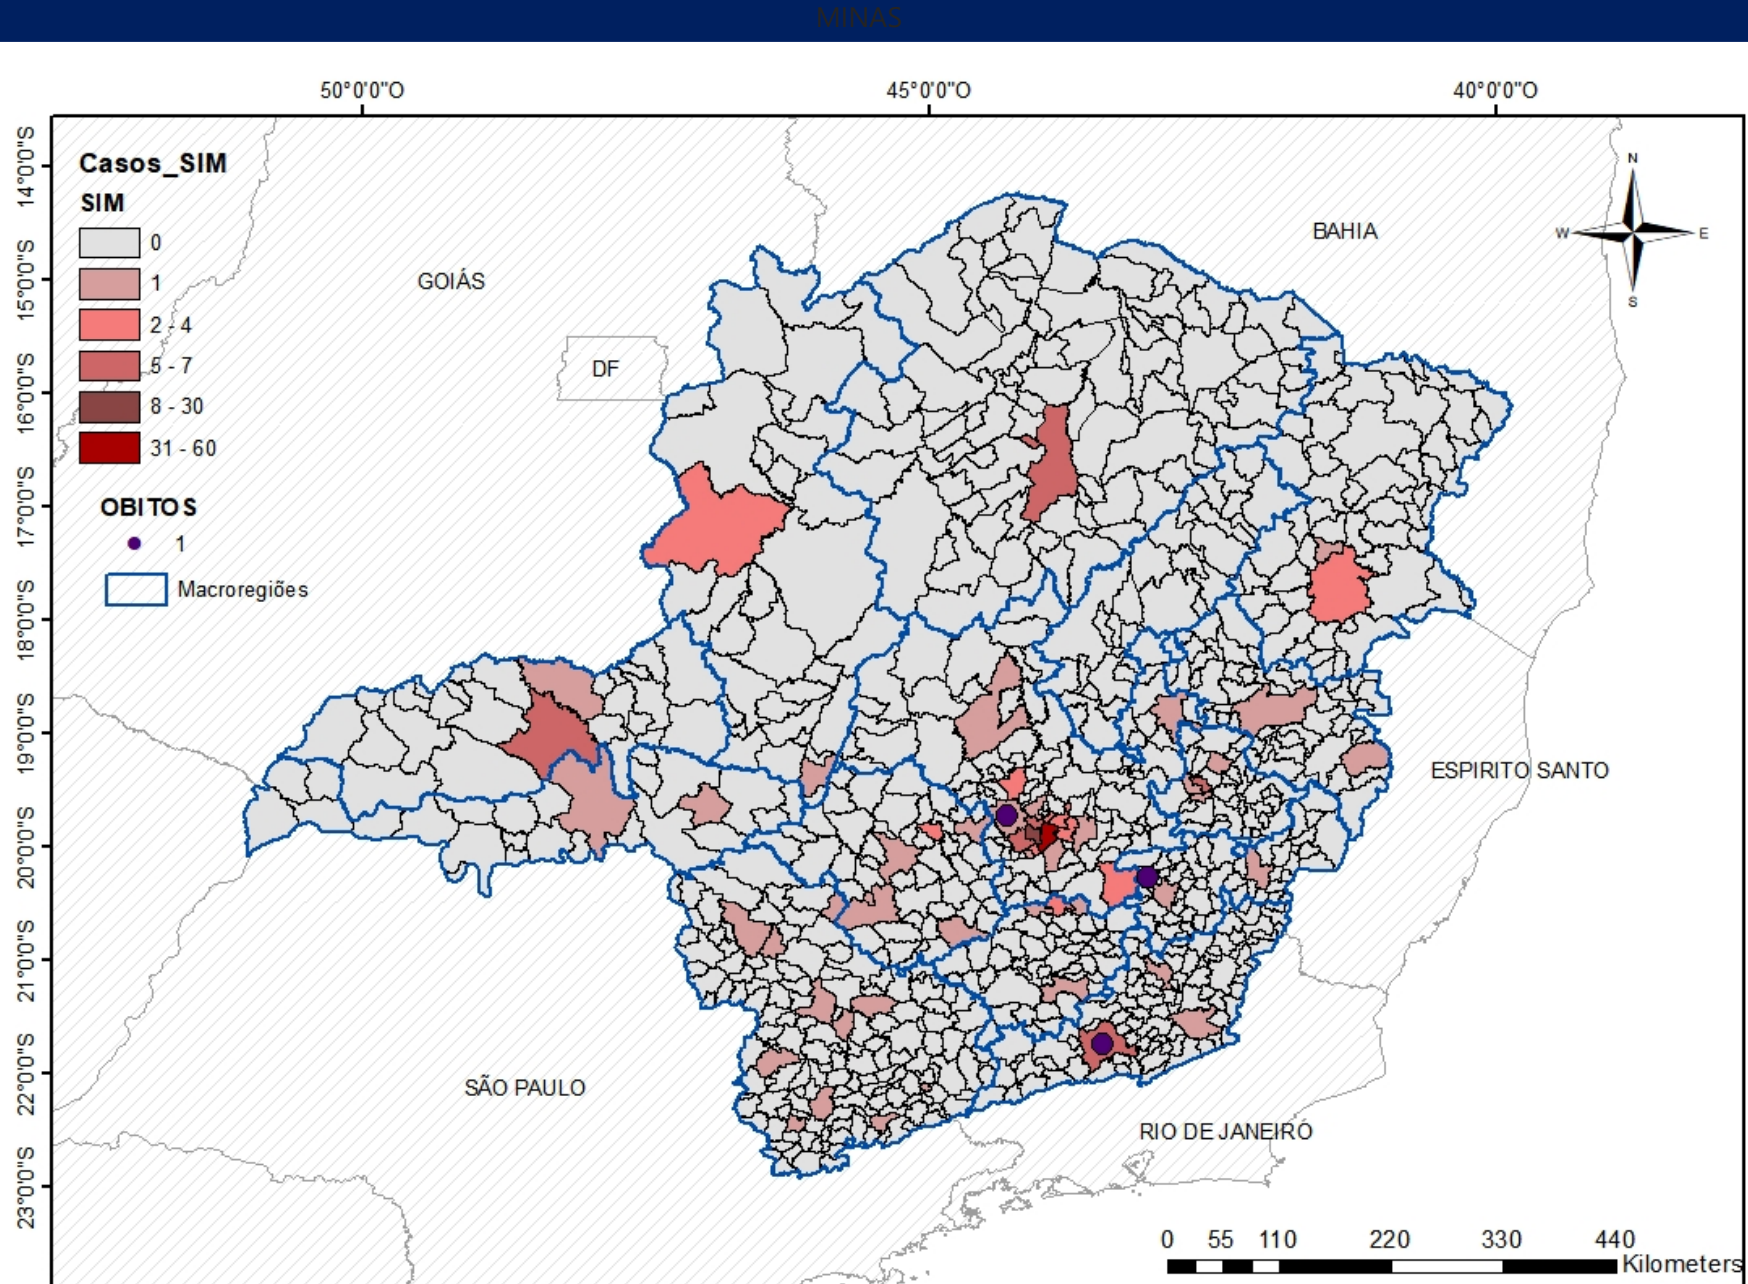 MINAS
50°0'0"O
45°0'0"O
40°0'0"O
14°0'0"S
15°0'0"S
16°0'0"S
17°0'0"S
18°0'0"S
19°0'0"S
20°0'0"S
21°0'0"S
22°0'0"S
23°0'0"S
Casos_SIM
SIM
0
1
2 - 4
5 - 7
8 - 30
31 - 60
OBITOS
1
Macroregiões
GOIÁS
DF
BAHIA
N
W
E
S
ESPIRITO SANTO
SÃO PAULO
RIO DE JANEIRO
0 55 110 220 330 440
Kilometers